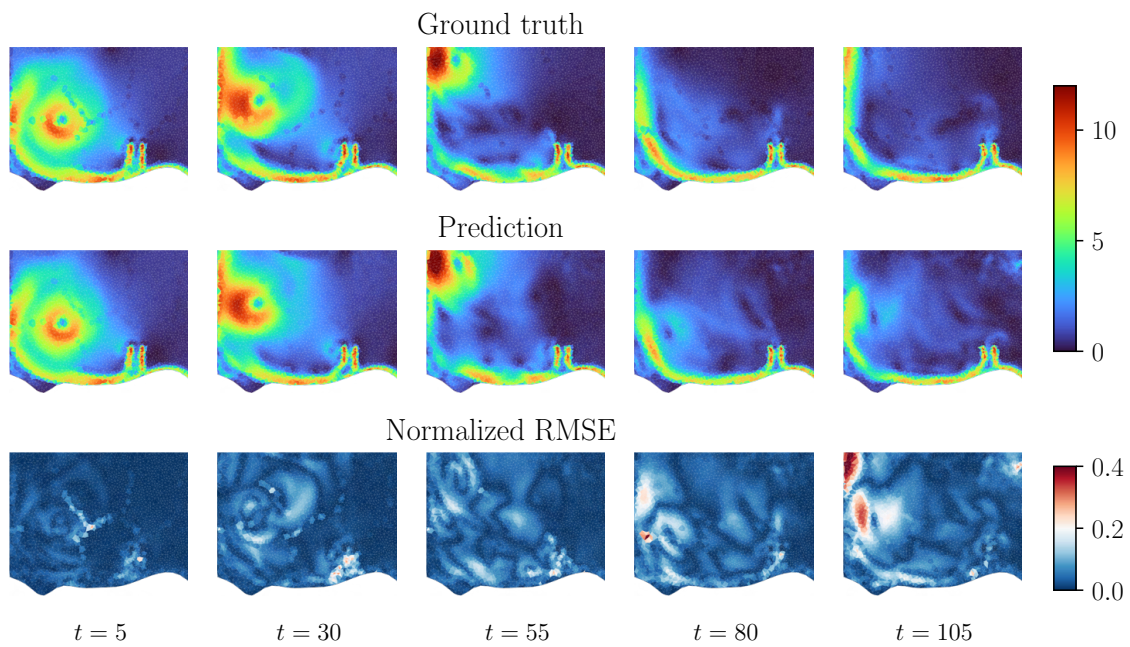 Ground truth
10
5
0
Prediction
Normalized RMSE
0.4
0.2
0.0
t = 5 t = 30 t = 55 t = 80 t = 105